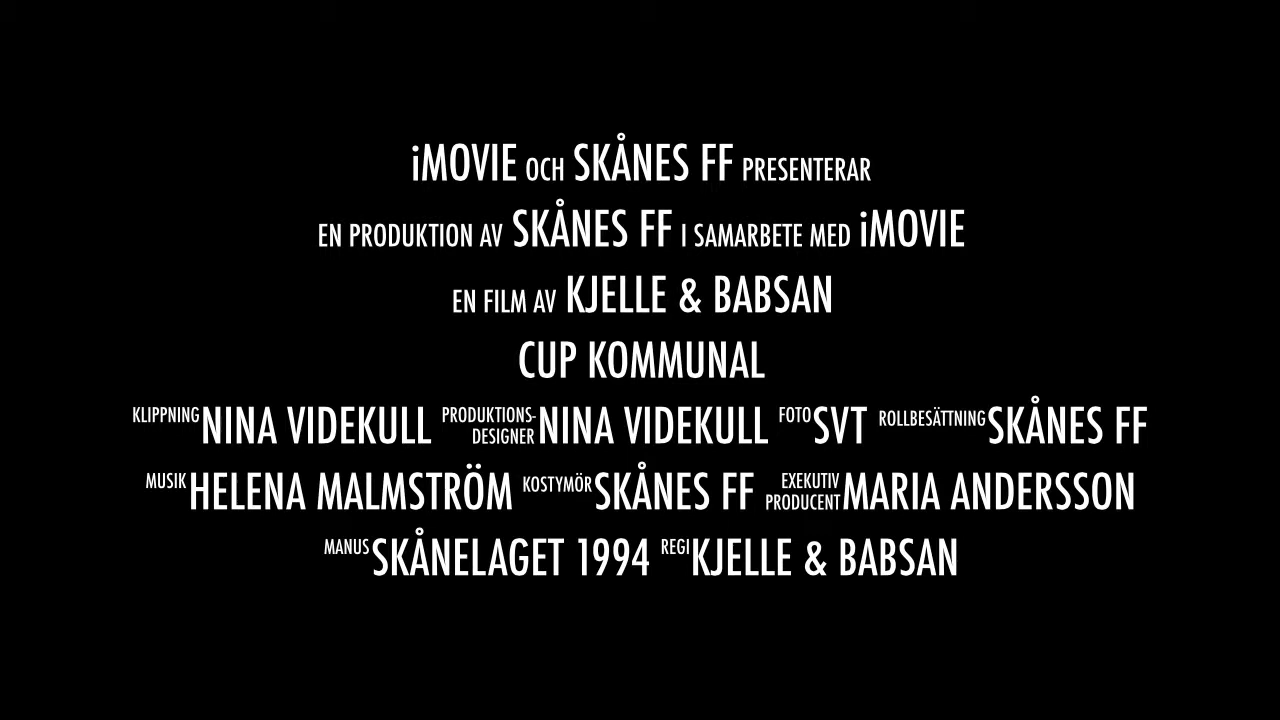 iMOVIE OCH SKÅNES FF PRESENTERAR
EN PRODUKTION AV SKÅNES FF I SAMARBETE MED iMOVIE
EN FILM AV KJELLE & BABSAN
CUP KOMMUNAL
KLIPPNING NINA VIDEKULL PRODUKTIONS-DESIGNER NINA VIDEKULL FOTO SVT ROLLBESÄTTNING SKÅNES FF
MUSIK HELENA MALMSTRÖM KOSTYMÖR SKÅNES FF EXEKUTIV PRODUCENT MARIA ANDERSSON
MANUS SKÅNELAGET 1994 REGI KJELLE & BABSAN